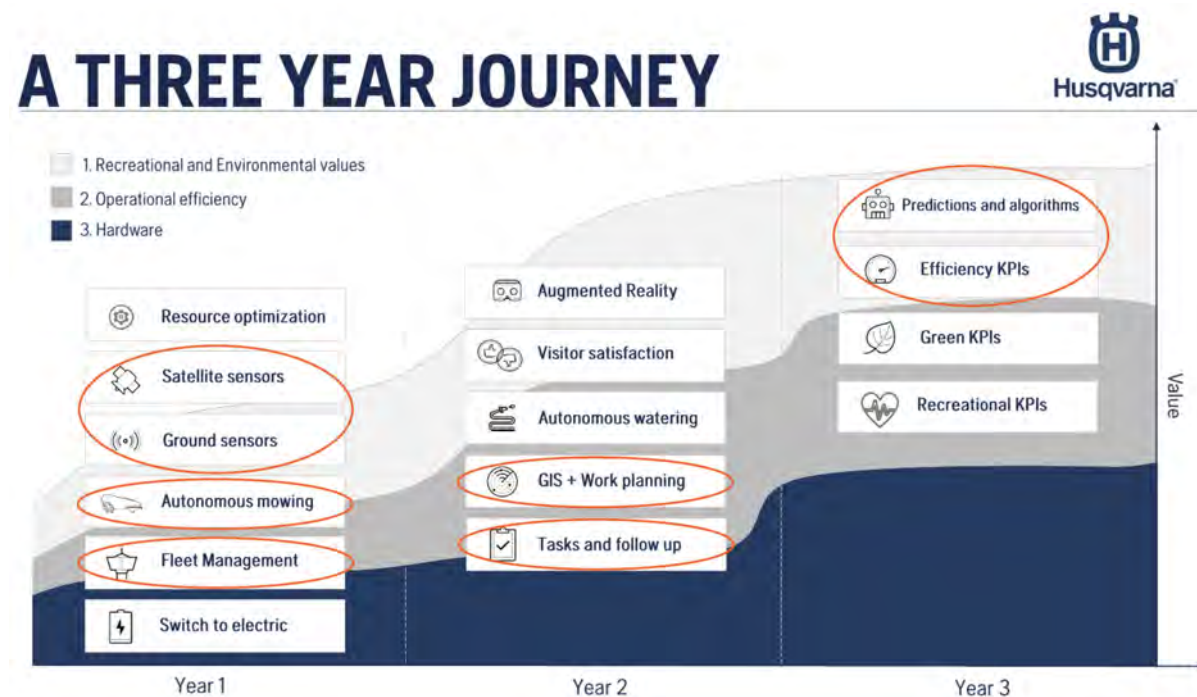 A THREE YEAR JOURNEY
Husqvarna
1. Recreational and Environmental values
2. Operational efficiency
3. Hardware
Resource optimization
Satellite sensors
Ground sensors
Autonomous mowing
Fleet Management
Switch to electric
Augmented Reality
Visitor satisfaction
Autonomous watering
GIS + Work planning
Tasks and follow up
Predictions and algorithms
Efficiency KPIs
Green KPIs
Recreational KPIs
Value
Year 1
Year 2
Year 3